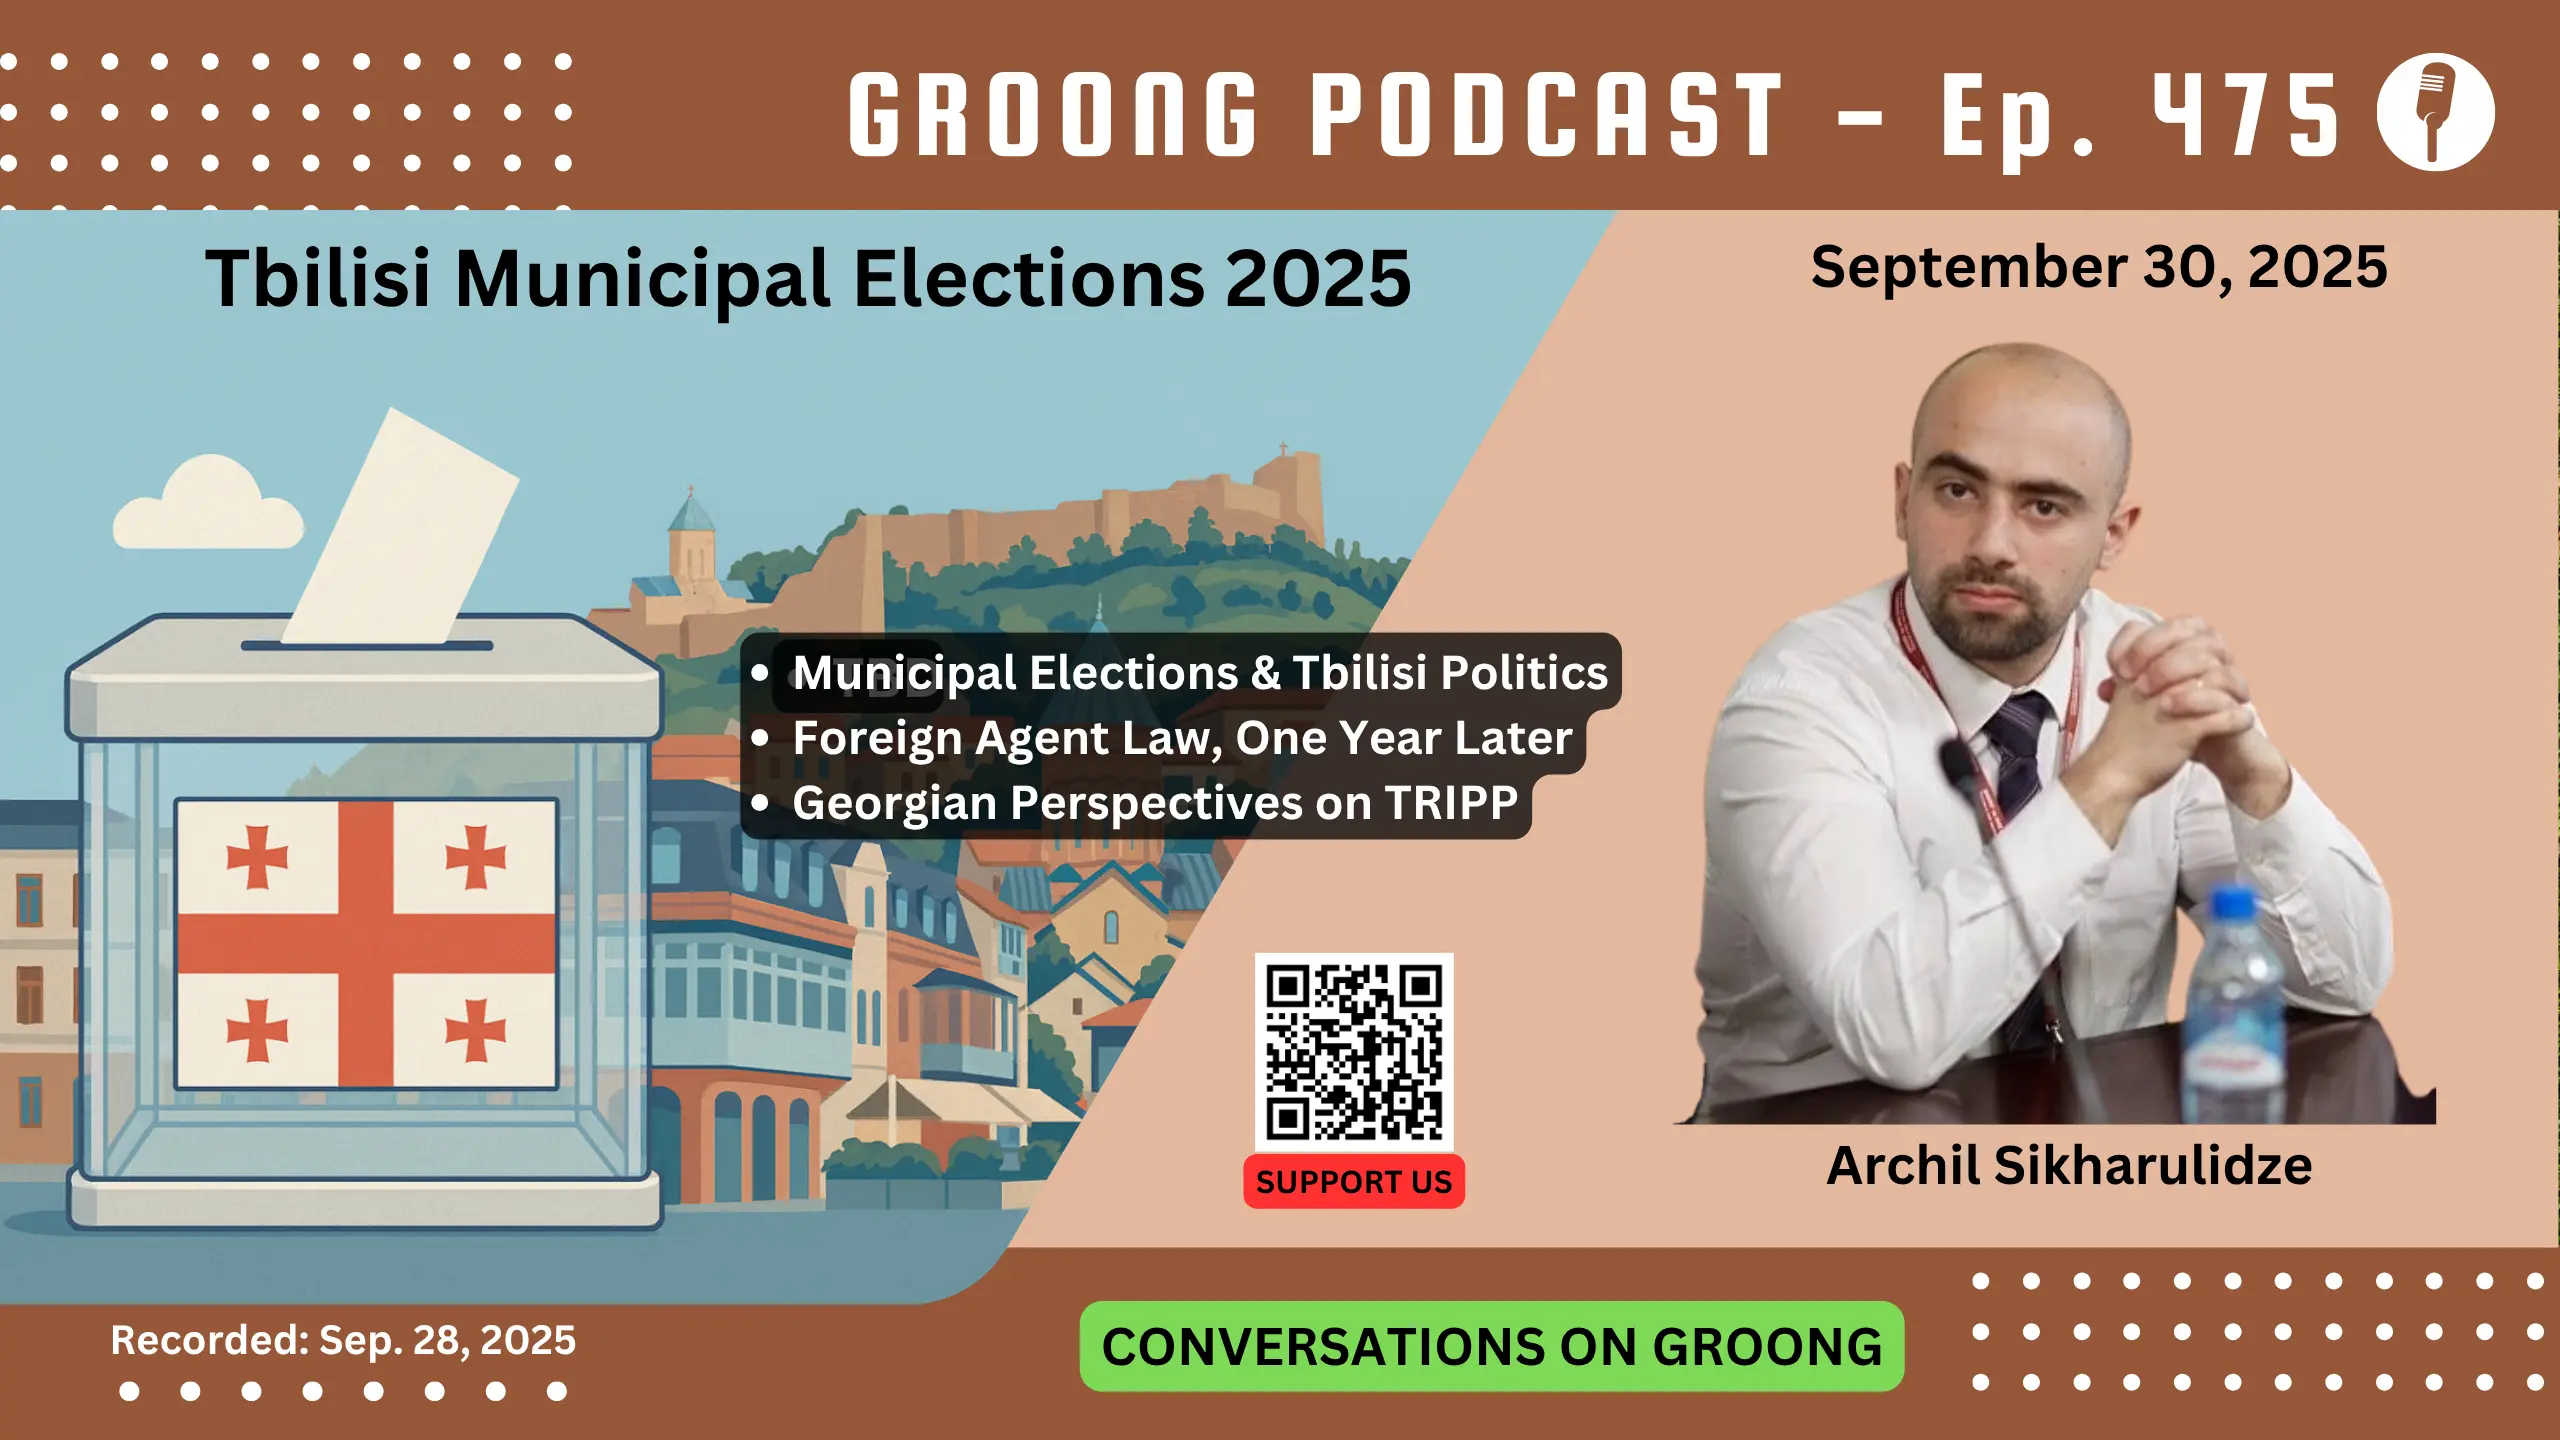 GROONG PODCAST - Ep. 475
Tbilisi Municipal Elections 2025
September 30, 2025
TBD
• Municipal Elections & Tbilisi Politics
• Foreign Agent Law, One Year Later
• Georgian Perspectives on TRIPP
SUPPORT US
Archil Sikharulidze
Recorded: Sep. 28, 2025
CONVERSATIONS ON GROONG